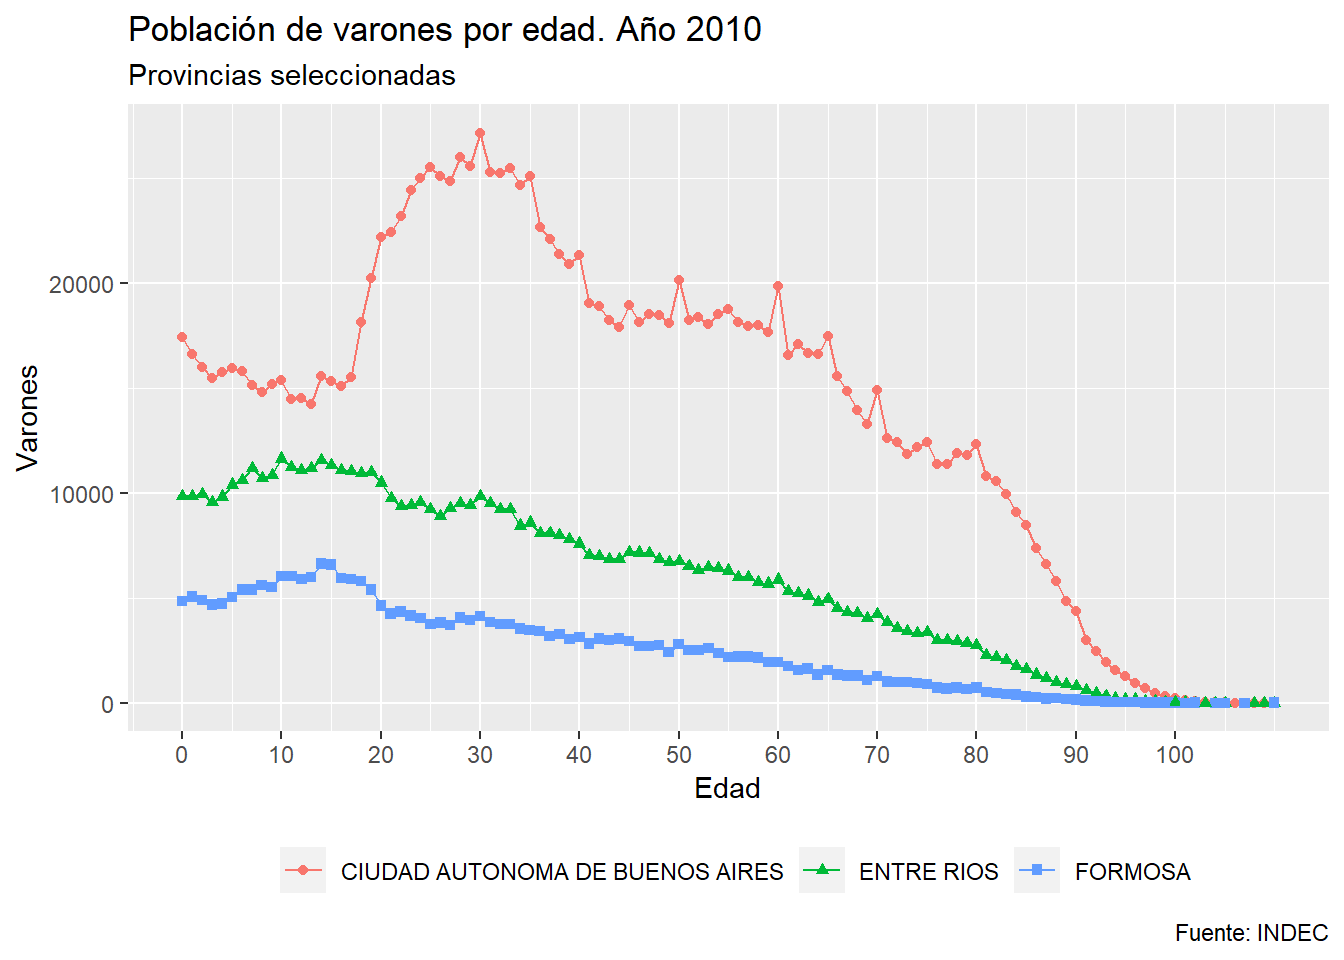 Población de varones por edad. Año 2010
Provincias seleccionadas
Varones
20000
10000
0
0 10 20 30 40 50 60 70 80 90 100
Edad
CIUDAD AUTONOMA DE BUENOS AIRES ENTRE RIOS FORMOSA
Fuente: INDEC